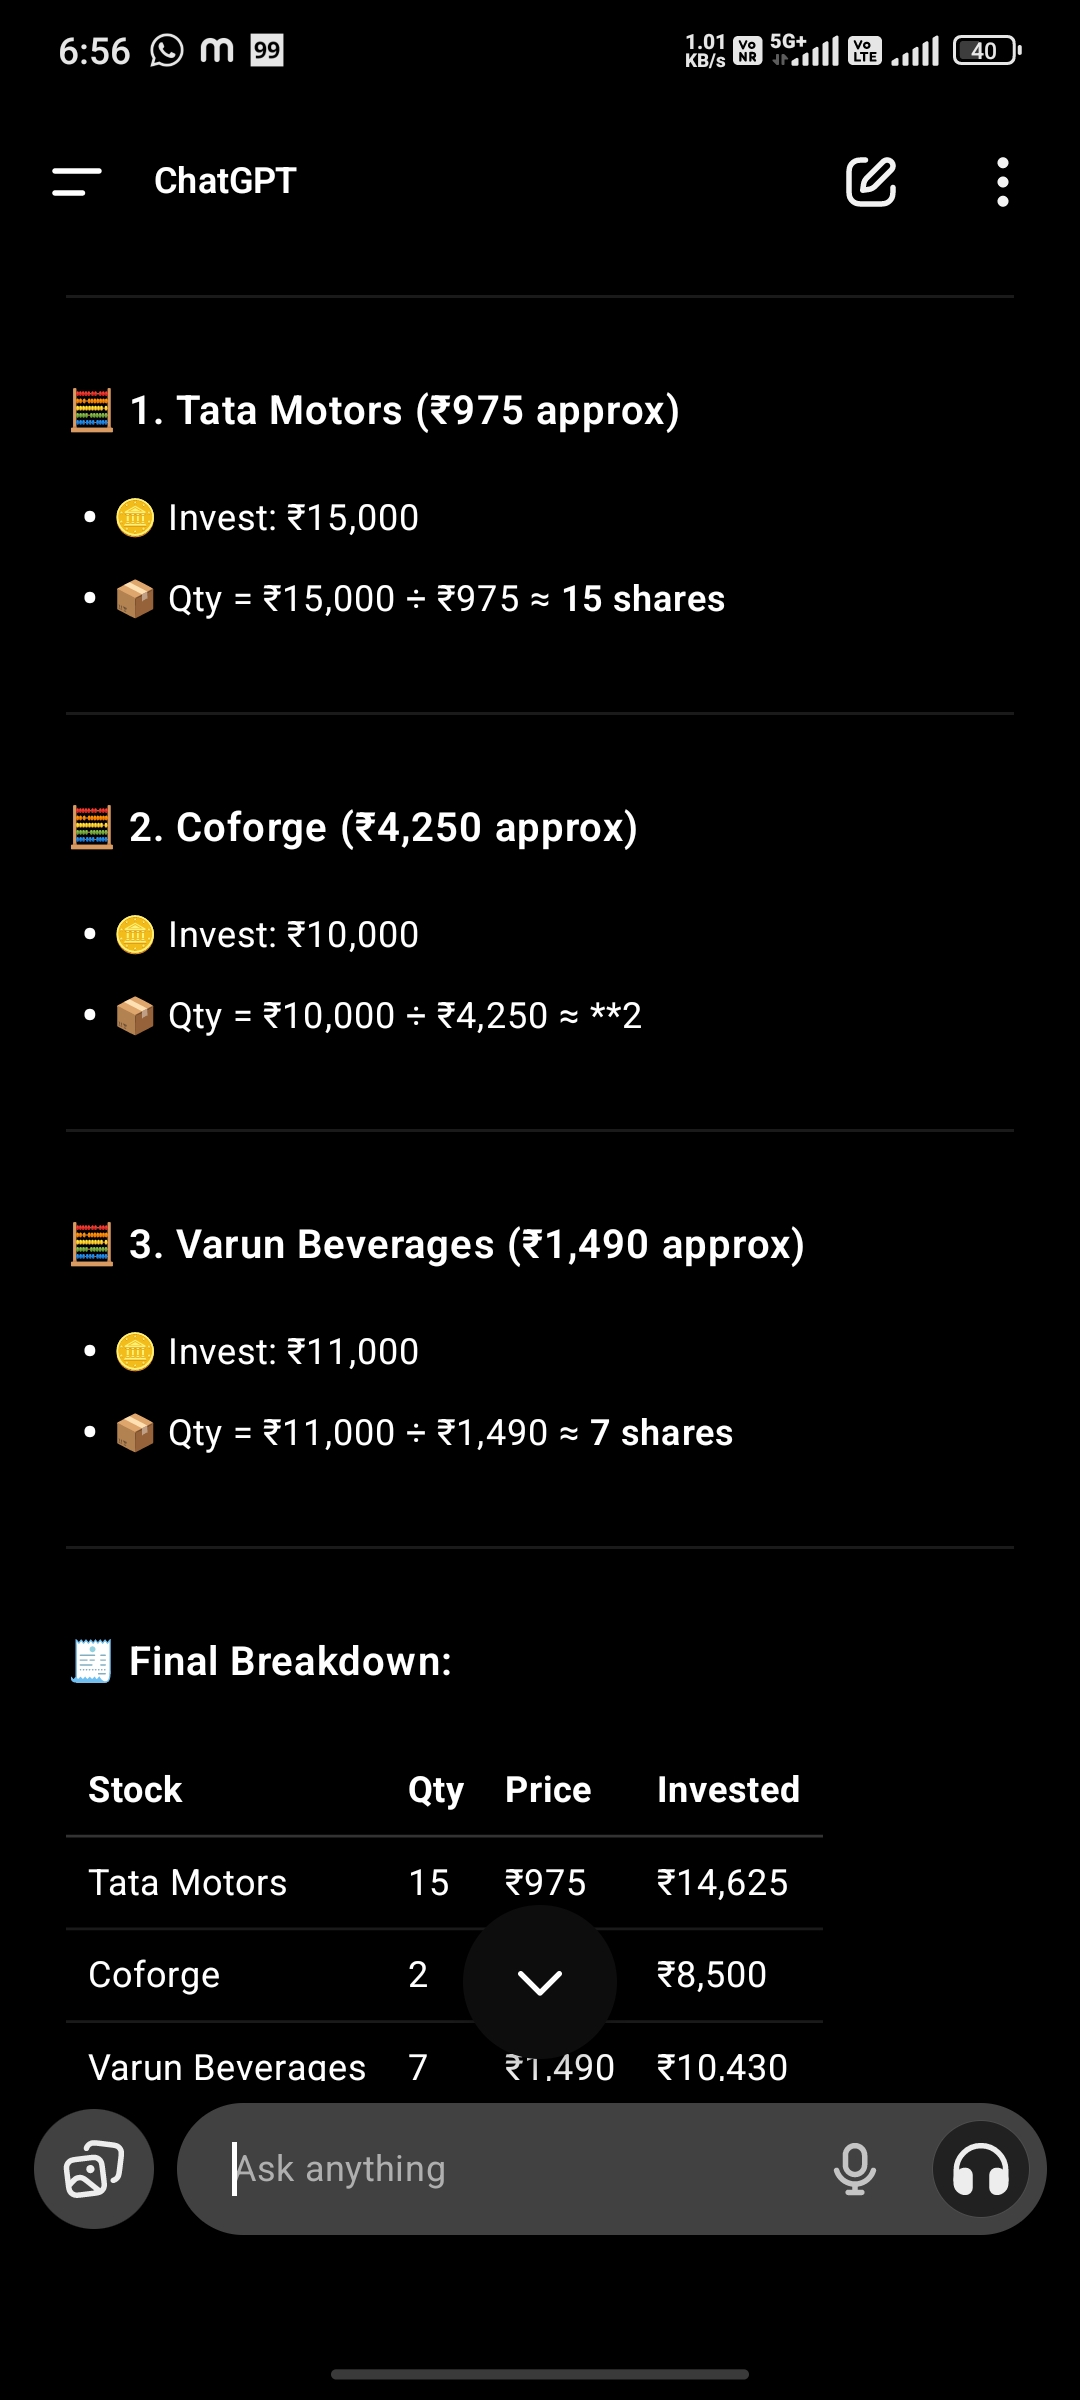 6:56 99 1.01 KB/s Vo NR 5G+ Vo LTE 40
ChatGPT
🧮 1. Tata Motors (₹975 approx)
• 🪙 Invest: ₹15,000
• 📦 Qty = ₹15,000 ÷ ₹975 ≈ 15 shares
🧮 2. Coforge (₹4,250 approx)
• 🪙 Invest: ₹10,000
• 📦 Qty = ₹10,000 ÷ ₹4,250 ≈ **2
🧮 3. Varun Beverages (₹1,490 approx)
• 🪙 Invest: ₹11,000
• 📦 Qty = ₹11,000 ÷ ₹1,490 ≈ 7 shares
🧾 Final Breakdown:
Stock Qty Price Invested
Tata Motors 15 ₹975 ₹14,625
Coforge 2 ₹8,500
Varun Beverages 7 ₹1,490 ₹10,430
Ask anything